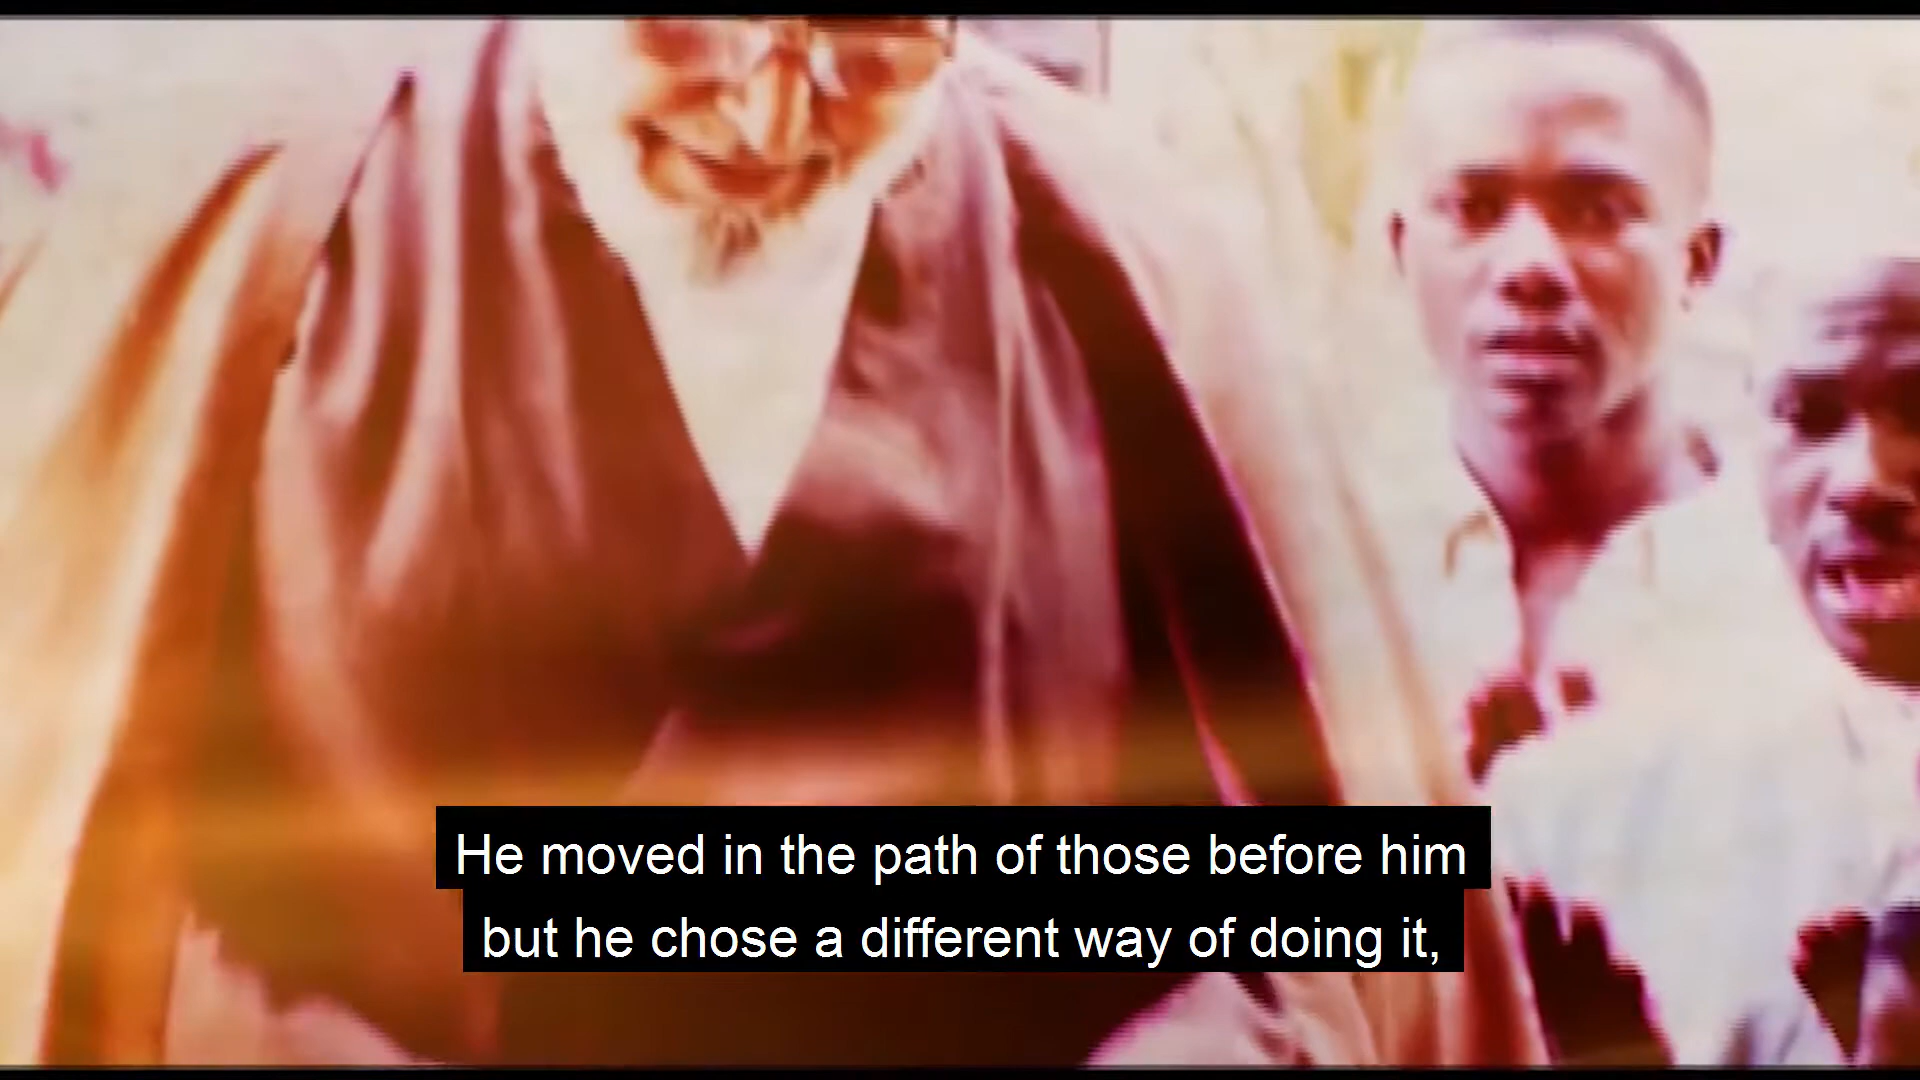 He moved in the path of those before him
but he chose a different way of doing it,